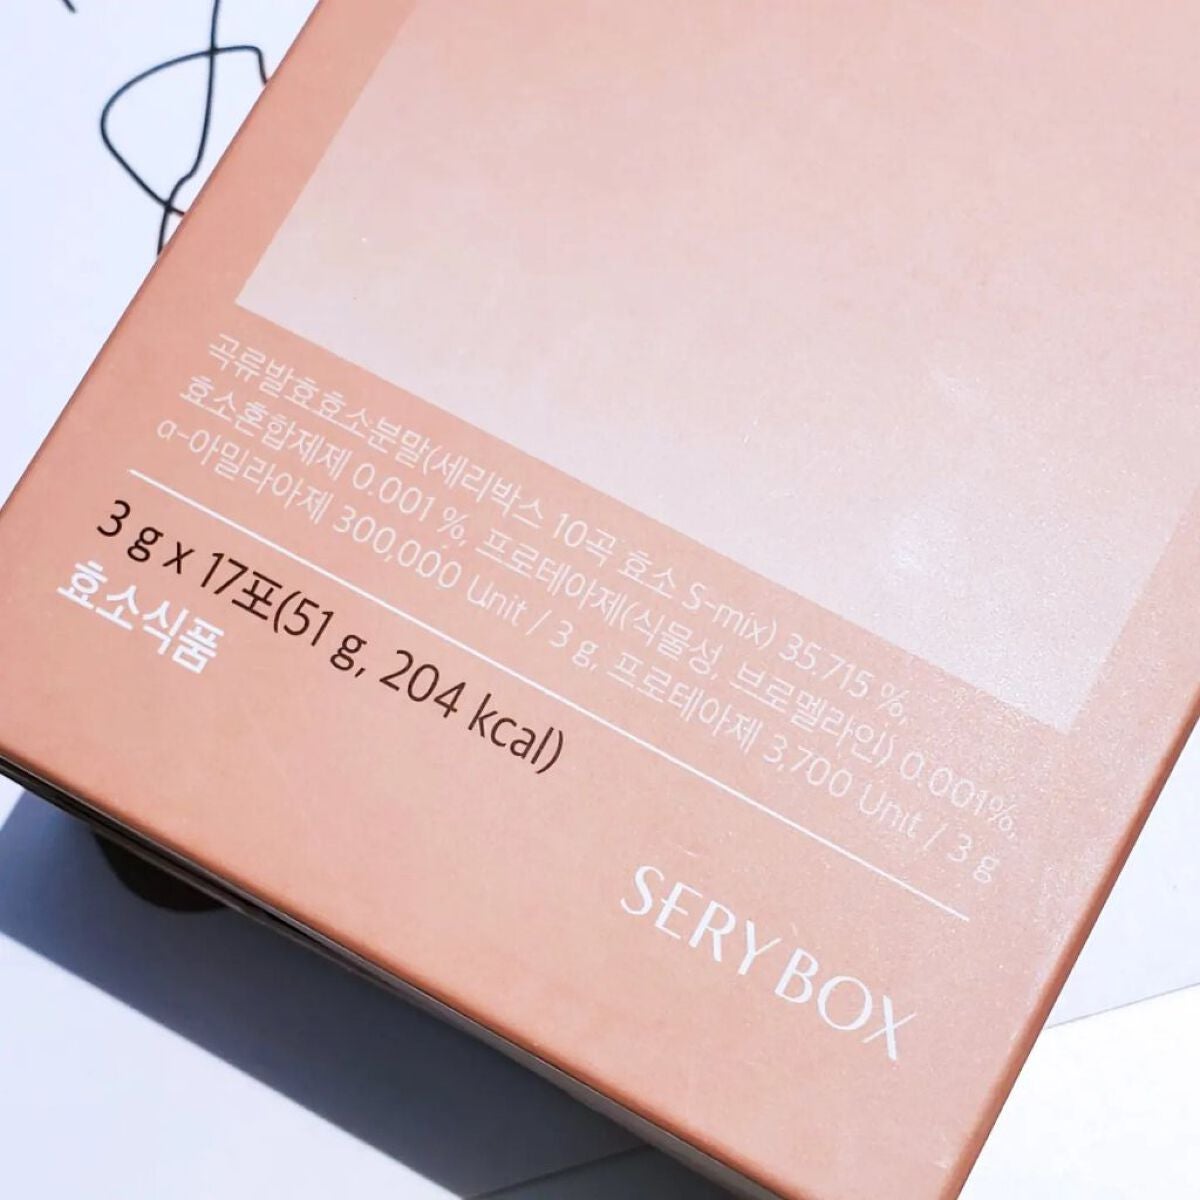 곡류발효효소분말(세리박스 10곡 효소 S-mix) 35.715 %,
효소혼합제제 0.001 %, 프로테아제(식물성, 브로멜라인) 0.001%,
α-아밀라아제 300,000 Unit / 3 g, 프로테아제 3,700 Unit / 3 g
3 g x 17포(51 g, 204 kcal)
효소식품
SERY BOX